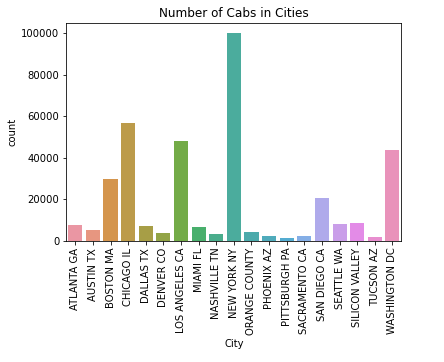 Number of Cabs in Cities
100000
80000
60000
40000
20000
0
count
ATLANTA GA
AUSTIN TX
BOSTON MA
CHICAGO IL
DALLAS TX
DENVER CO
LOS ANGELES CA
MIAMI FL
NASHVILLE TN
NEW YORK NY
ORANGE COUNTY
PHOENIX AZ
PITTSBURGH PA
SACRAMENTO CA
SAN DIEGO CA
SEATTLE WA
SILICON VALLEY
TUCSON AZ
WASHINGTON DC
City